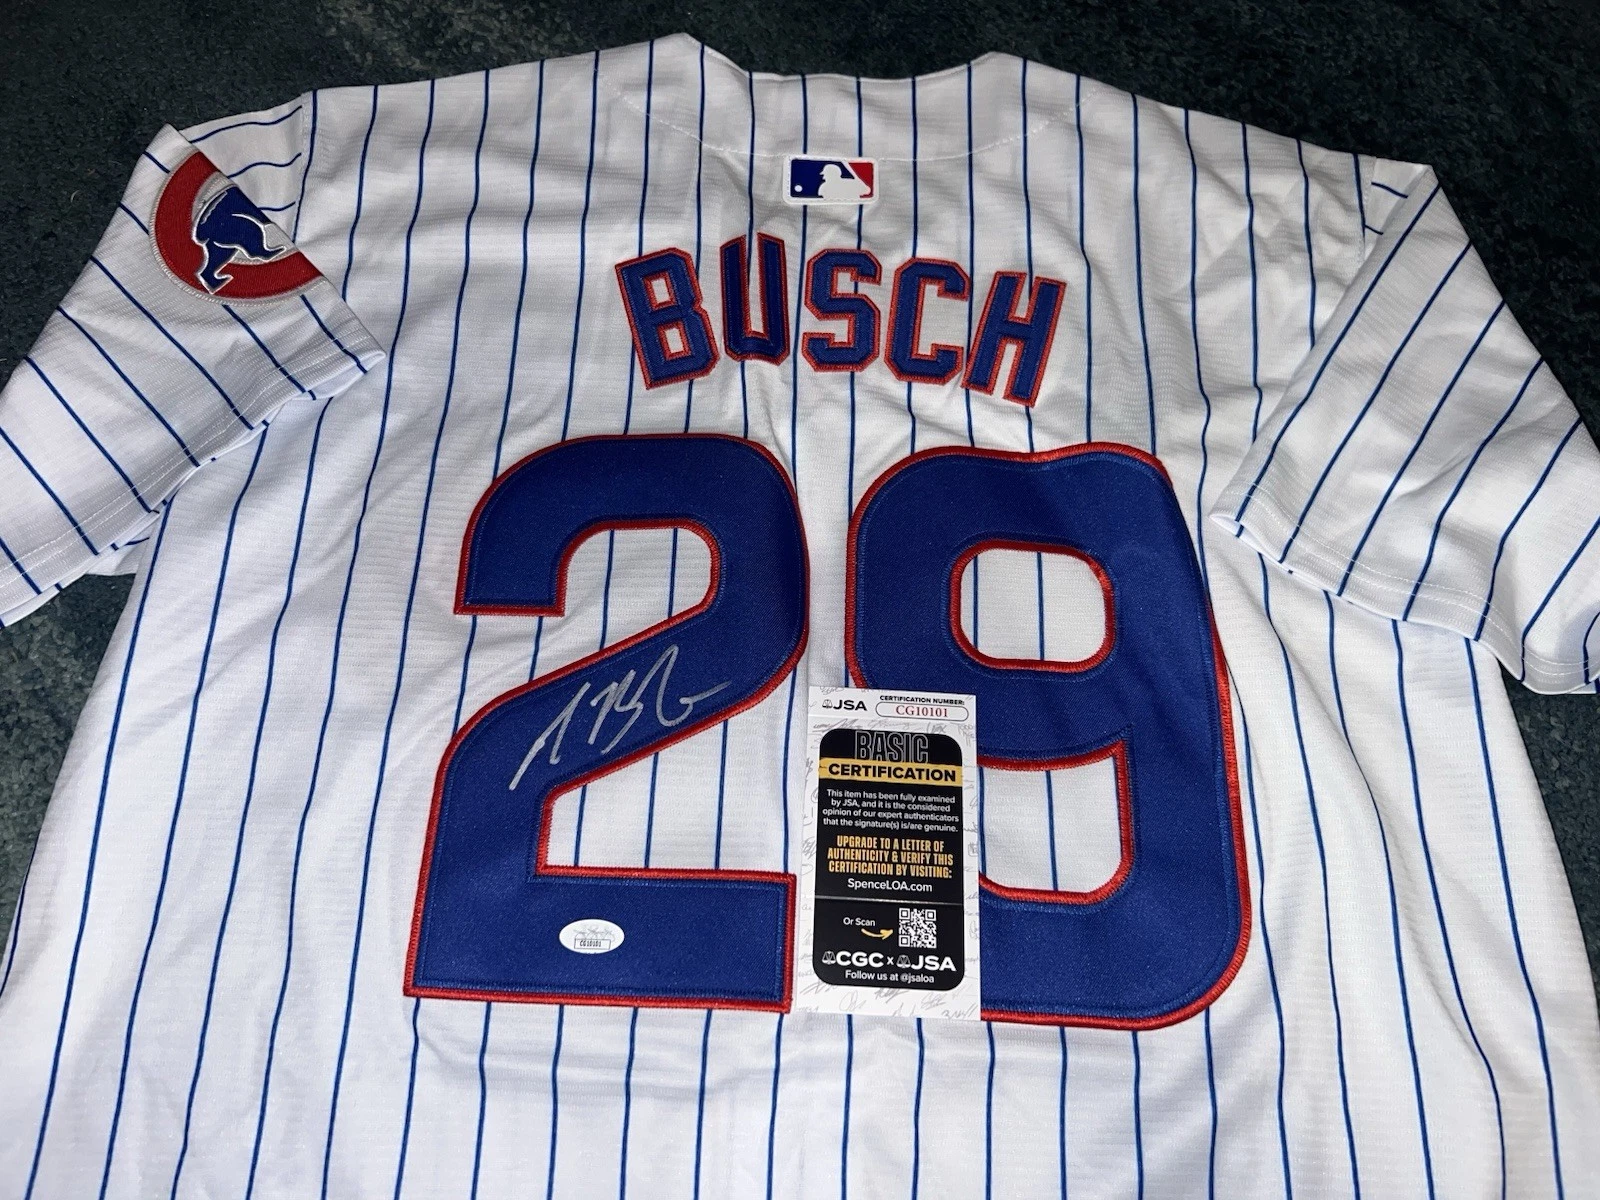 BUSCH
29
JSA
CERTIFICATION NUMBER:
CG10101
BASIC
CERTIFICATION
This item has been fully examined
by JSA, and it is the considered
opinion of our expert authenticators
that the signature(s) is/are genuine.
UPGRADE TO A LETTER OF
AUTHENTICITY & VERIFY THIS
CERTIFICATION BY VISITING:
SpenceLOA.com
Or Scan
CGC x JSA
Follow us at @jsaloa
CG10101